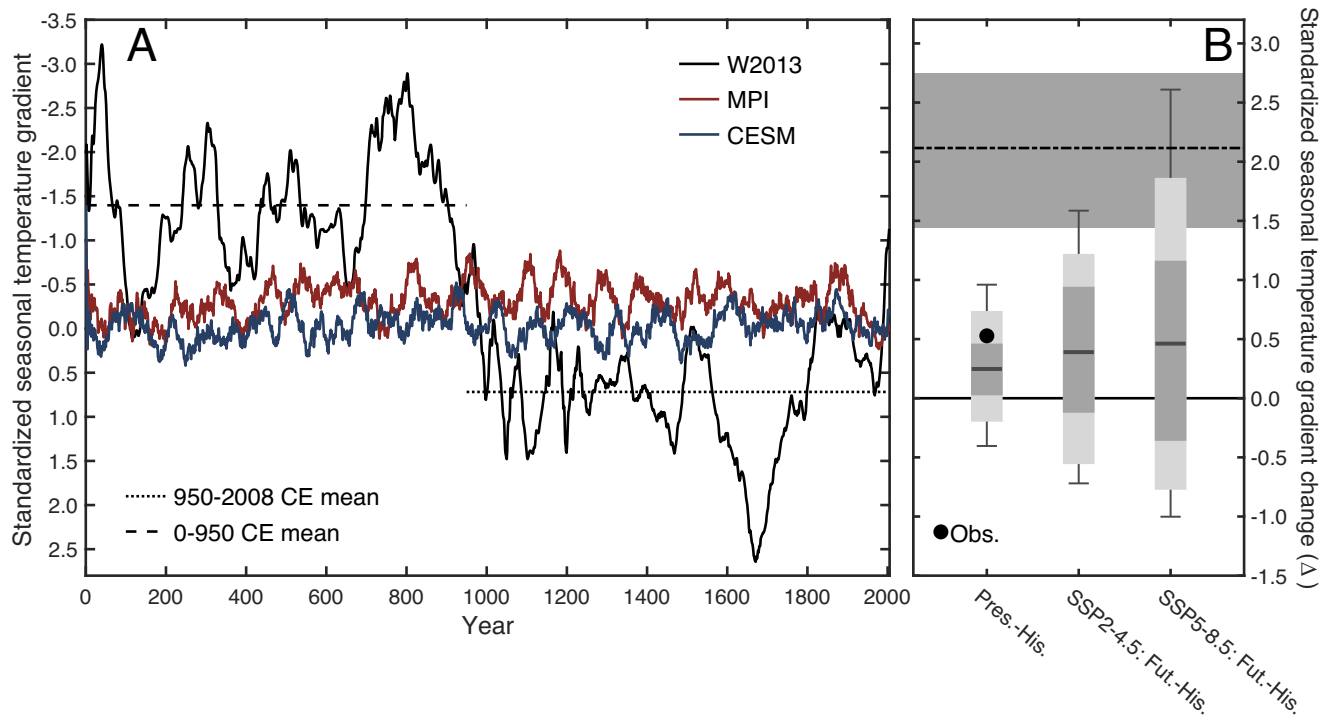 A
B
Standardized seasonal temperature gradient
-3.5
-3.0
-2.5
-2.0
-1.5
-1.0
-0.5
0.0
0.5
1.0
1.5
2.0
2.5
W2013
MPI
CESM
950-2008 CE mean
0-950 CE mean
0 200 400 600 800 1000 1200 1400 1600 1800 2000
Year
Obs.
3.0
2.5
2.0
1.5
1.0
0.5
0.0
-0.5
-1.0
-1.5
Standardized seasonal temperature gradient change (Δ)
Pres.-His.
SSP2-4.5: Fut.-His.
SSP5-8.5: Fut.-His.